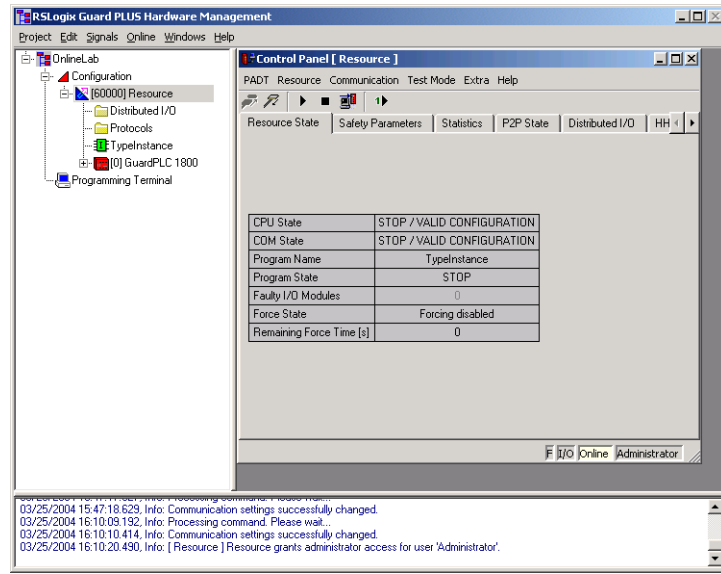 RSLogix Guard PLUS Hardware Management
Project Edit Signals Online Windows Help
OnlineLab
Configuration
[60000] Resource
Distributed I/O
Protocols
TypeInstance
[0] GuardPLC 1800
Programming Terminal
Control Panel [ Resource ]
PADT Resource Communication Test Mode Extra Help
Resource State Safety Parameters Statistics P2P State Distributed I/O HH
CPU State STOP / VALID CONFIGURATION
COM State STOP / VALID CONFIGURATION
Program Name TypeInstance
Program State STOP
Faulty I/O Modules 0
Force State Forcing disabled
Remaining Force Time [s] 0
F I/O Online Administrator
03/25/2004 15:47:18.629, Info: Communication settings successfully changed.
03/25/2004 16:10:09.192, Info: Processing command. Please wait...
03/25/2004 16:10:10.414, Info: Communication settings successfully changed.
03/25/2004 16:10:20.490, Info: [ Resource ] Resource grants administrator access for user 'Administrator'.